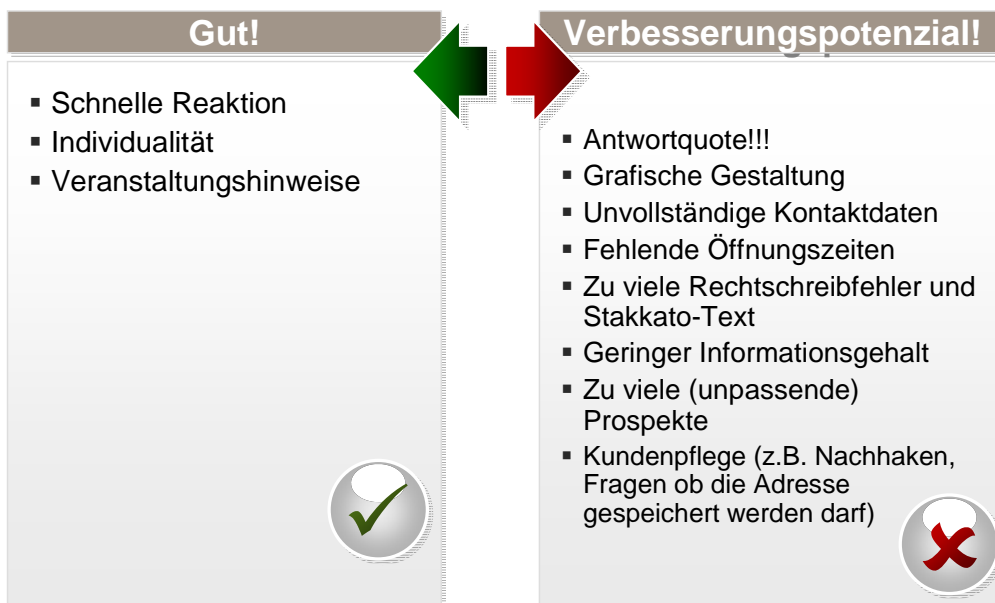 Gut!
▪ Schnelle Reaktion
▪ Individualität
▪ Veranstaltungshinweise
Verbesserungspotenzial!
▪ Antwortquote!!!
▪ Grafische Gestaltung
▪ Unvollständige Kontaktdaten
▪ Fehlende Öffnungszeiten
▪ Zu viele Rechtschreibfehler und
Stakkato-Text
▪ Geringer Informationsgehalt
▪ Zu viele (unpassende)
Prospekte
▪ Kundenpflege (z.B. Nachhaken,
Fragen ob die Adresse
gespeichert werden darf)